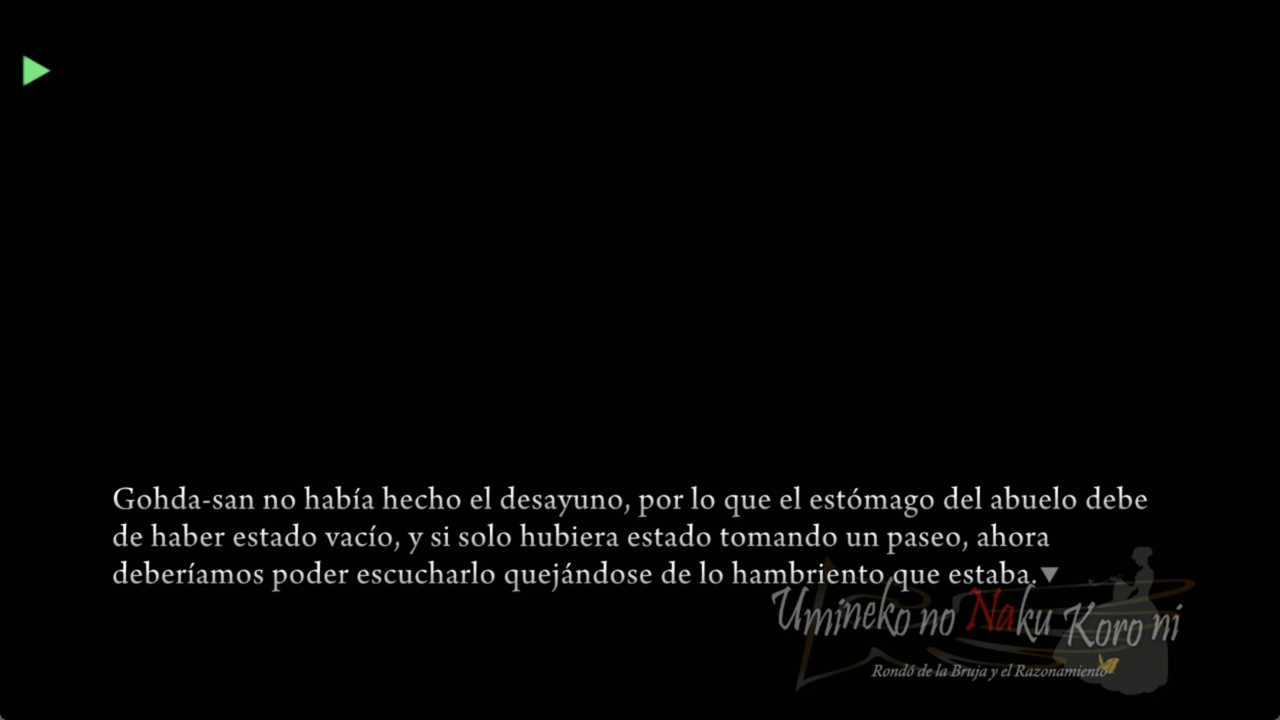 Gohda-san no había hecho el desayuno, por lo que el estómago del abuelo debe
de haber estado vacío, y si solo hubiera estado tomando un paseo, ahora
deberíamos poder escucharlo quejándose de lo hambriento que estaba.
Umineko no Naku Koro ni
Rondó de la Bruja y el Razonamiento